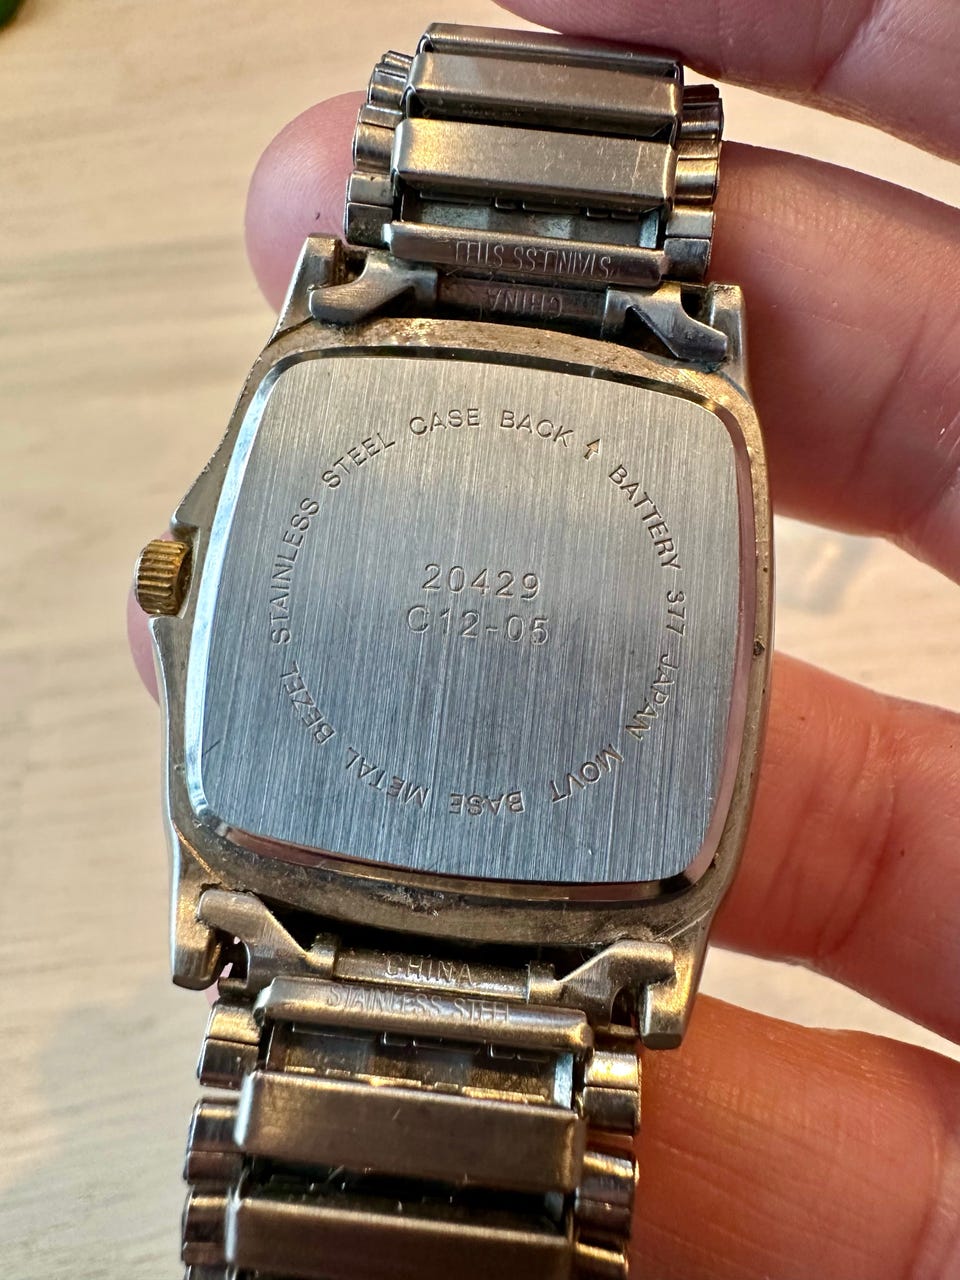 STAINLESS STEEL
CHINA
STAINLESS STEEL CASE BACK ↑ BATTERY 377 JAPAN MOVT BASE METAL BEZEL
20429
C12-05
CHINA
STAINLESS STEEL